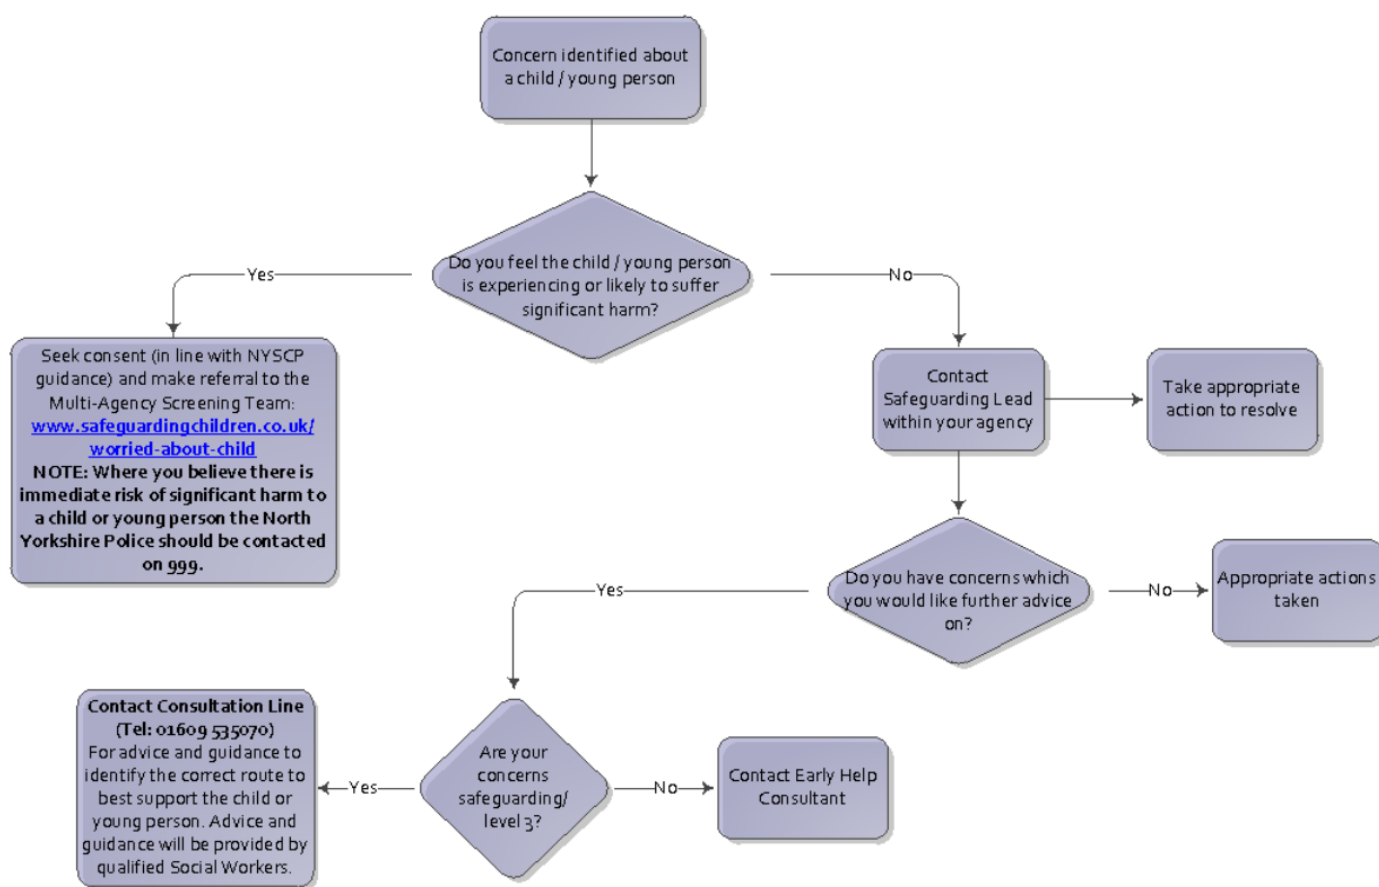 Concern identified about
a child / young person
Do you feel the child / young person
is experiencing or likely to suffer
significant harm?
Yes
No
Seek consent (in line with NYSCP
guidance) and make referral to the
Multi-Agency Screening Team:
www.safeguardingchildren.co.uk/
worried-about-child
NOTE: Where you believe there is
immediate risk of significant harm to
a child or young person the North
Yorkshire Police should be contacted
on 999.
Contact
Safeguarding Lead
within your agency
Take appropriate
action to resolve
Do you have concerns which
you would like further advice
on?
Yes
No
Appropriate actions
taken
Are your
concerns
safeguarding/
level 3?
Yes
No
Contact Consultation Line
(Tel: 01609 535070)
For advice and guidance to
identify the correct route to
best support the child or
young person. Advice and
guidance will be provided by
qualified Social Workers.
Contact Early Help
Consultant